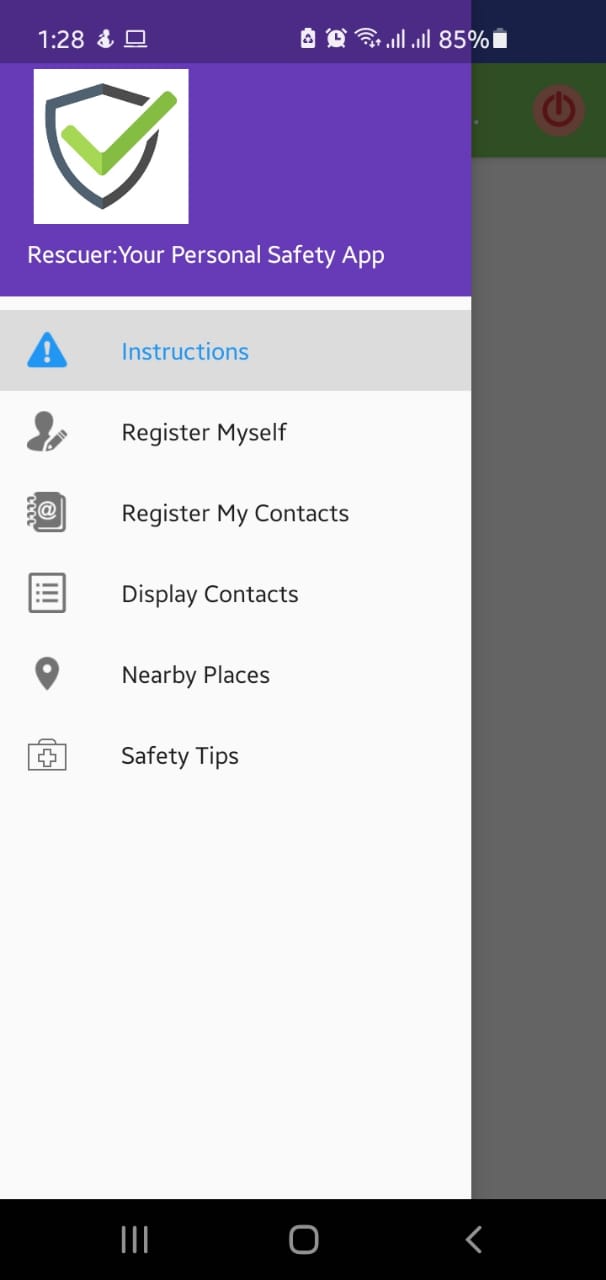 1:28 85%
Rescuer:Your Personal Safety App
Instructions
Register Myself
Register My Contacts
Display Contacts
Nearby Places
Safety Tips